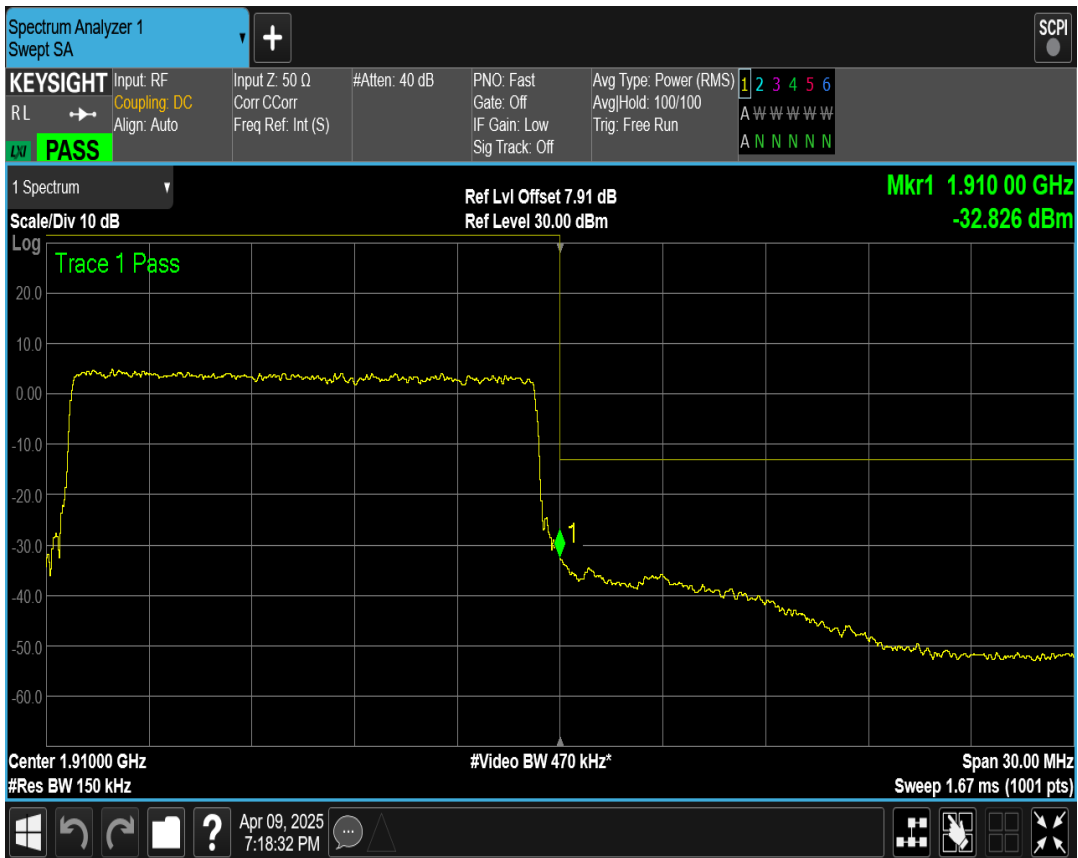 Spectrum Analyzer 1
Swept SA
SCPI
KEYSIGHT
RL
LXI PASS
Input: RF
Coupling: DC
Align: Auto
Input Z: 50 Ω
Corr CCorr
Freq Ref: Int (S)
#Atten: 40 dB
PNO: Fast
Gate: Off
IF Gain: Low
Sig Track: Off
Avg Type: Power (RMS)
Avg|Hold: 100/100
Trig: Free Run
1 2 3 4 5 6
A W W W W W
A N N N N N
1 Spectrum
Scale/Div 10 dB
Ref Lvl Offset 7.91 dB
Ref Level 30.00 dBm
Mkr1 1.910 00 GHz
-32.826 dBm
Log
Trace 1 Pass
20.0
10.0
0.00
-10.0
-20.0
1
-30.0
-40.0
-50.0
-60.0
Center 1.91000 GHz
#Video BW 470 kHz*
Span 30.00 MHz
#Res BW 150 kHz
Sweep 1.67 ms (1001 pts)
?
Apr 09, 2025
7:18:32 PM